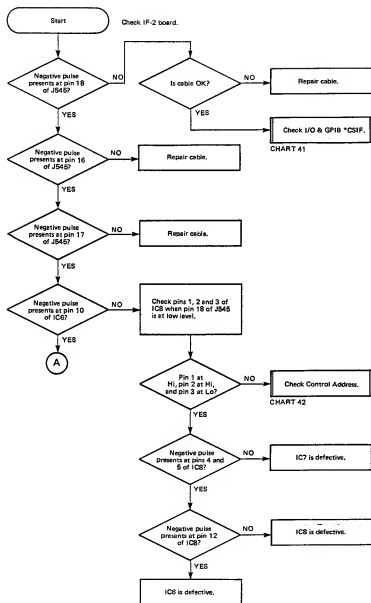 Start
Check IF-2 board.
Negative pulse
presents at pin 18
of J545?
NO
YES
Is cable OK?
NO
YES
Repair cable.
Check I/O & GPIB *CSIF.
CHART 41
Negative pulse
presents at pin 16
of J545?
NO
YES
Repair cable.
Negative pulse
presents at pin 17
of J545?
NO
YES
Repair cable.
Negative pulse
presents at pin 10
of IC6?
NO
YES
A
Check pins 1, 2 and 3 of
IC8 when pin 18 of J545
is at low level.
Pin 1 at
Hi, pin 2 at Hi,
and pin 3 at Lo?
NO
YES
Check Control Address.
CHART 42
Negative pulse
presents at pins 4 and
5 of IC8?
NO
YES
IC7 is defective.
Negative pulse
presents at pin 12
of IC8?
NO
YES
IC8 is defective.
IC6 is defective.